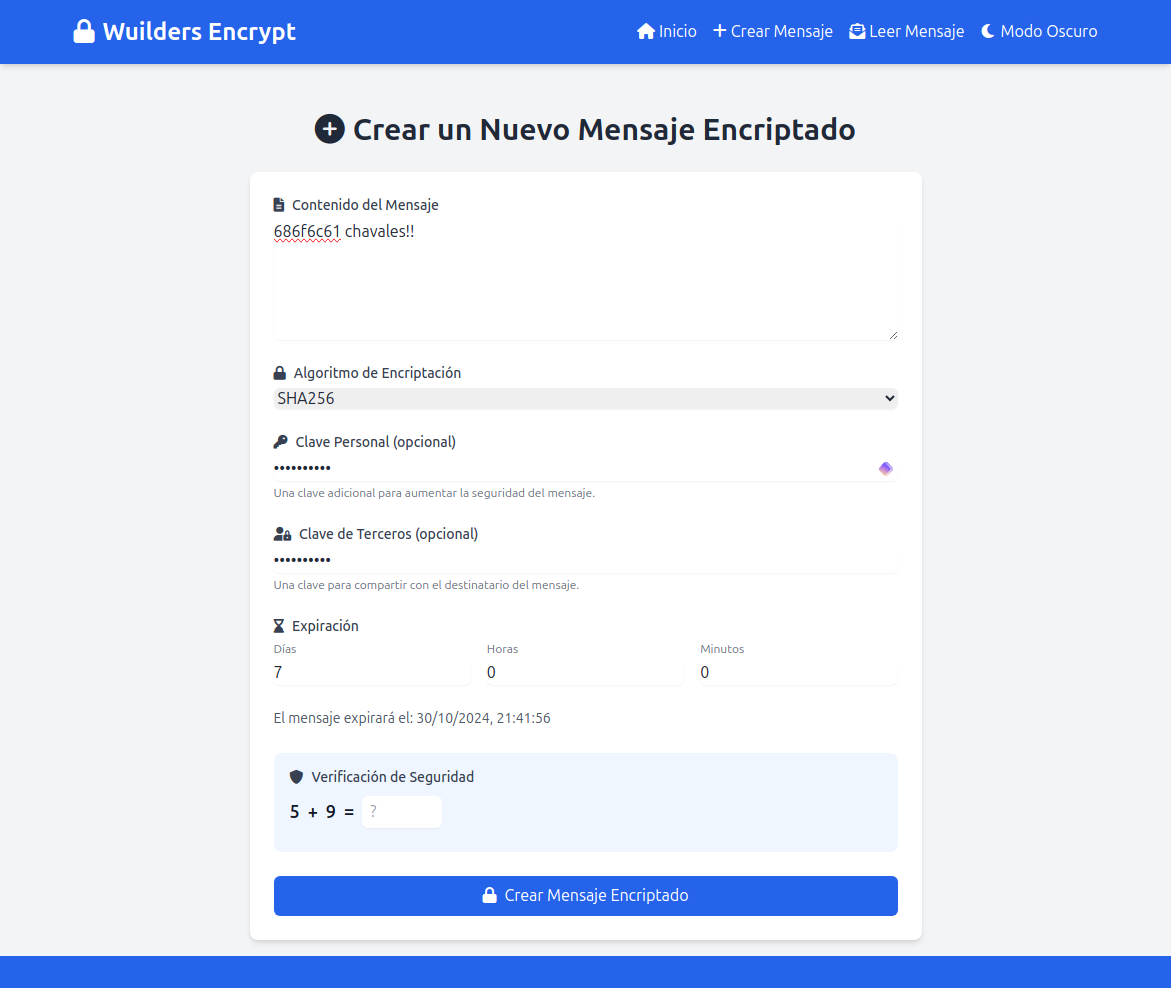 Wuilders Encrypt
Inicio
Crear Mensaje
Leer Mensaje
Modo Oscuro
Crear un Nuevo Mensaje Encriptado
Contenido del Mensaje
686f6c61 chavales!!
Algoritmo de Encriptación
SHA256
Clave Personal (opcional)
••••••••••
Una clave adicional para aumentar la seguridad del mensaje.
Clave de Terceros (opcional)
••••••••••
Una clave para compartir con el destinatario del mensaje.
Expiración
Días
Horas
Minutos
7
0
0
El mensaje expirará el: 30/10/2024, 21:41:56
Verificación de Seguridad
5 + 9 = ?
Crear Mensaje Encriptado